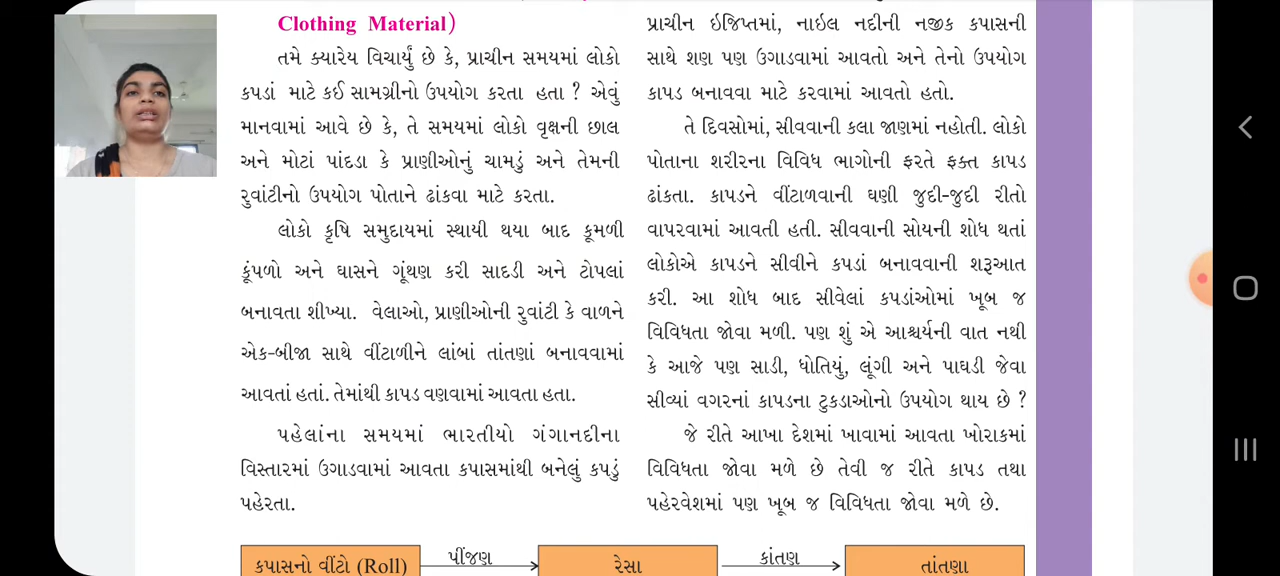 Clothing Material)
તમે ક્યારેય વિચાર્યું છે કે, પ્રાચીન સમયમાં લોકો
કપડાં માટે કઈ સામગ્રીનો ઉપયોગ કરતા હતા ? એવું
માનવામાં આવે છે કે, તે સમયમાં લોકો વૃક્ષની છાલ
અને મોટાં પાંદડા કે પ્રાણીઓનું ચામડું અને તેમની
રુવાંટીનો ઉપયોગ પોતાને ઢાંકવા માટે કરતા.
લોકો કૃષિ સમુદાયમાં સ્થાયી થયા બાદ કૂમળી
કૂંપળો અને ઘાસને ગૂંથણ કરી સાદડી અને ટોપલાં
બનાવતા શીખ્યા. વેલાઓ, પ્રાણીઓની રુવાંટી કે વાળને
એક-બીજા સાથે વીંટાળીને લાંબાં તાંતણાં બનાવવામાં
આવતાં હતાં. તેમાંથી કાપડ વણવામાં આવતા હતા.
પહેલાંના સમયમાં ભારતીયો ગંગાનદીના
વિસ્તારમાં ઉગાડવામાં આવતા કપાસમાંથી બનેલું કપડું
પહેરતા.
પ્રાચીન ઇજિપ્તમાં, નાઇલ નદીની નજીક કપાસની
સાથે શણ પણ ઉગાડવામાં આવતો અને તેનો ઉપયોગ
કાપડ બનાવવા માટે કરવામાં આવતો હતો.
તે દિવસોમાં, સીવવાની કલા જાણમાં નહોતી. લોકો
પોતાના શરીરના વિવિધ ભાગોની ફરતે ફક્ત કાપડ
ઢાંકતા. કાપડને વીંટાળવાની ઘણી જુદી-જુદી રીતો
વાપરવામાં આવતી હતી. સીવવાની સોયની શોધ થતાં
લોકોએ કાપડને સીવીને કપડાં બનાવવાની શરૂઆત
કરી. આ શોધ બાદ સીવેલાં કપડાંઓમાં ખૂબ જ
વિવિધતા જોવા મળી. પણ શું એ આશ્ચર્યની વાત નથી
કે આજે પણ સાડી, ધોતિયું, લૂંગી અને પાઘડી જેવા
સીવ્યાં વગરનાં કાપડના ટુકડાઓનો ઉપયોગ થાય છે ?
જે રીતે આખા દેશમાં ખાવામાં આવતા ખોરાકમાં
વિવિધતા જોવા મળે છે તેવી જ રીતે કાપડ તથા
પહેરવેશમાં પણ ખૂબ જ વિવિધતા જોવા મળે છે.
કપાસનો વીંટો (Roll) પીંજણ રેસા કાંતણ તાંતણા